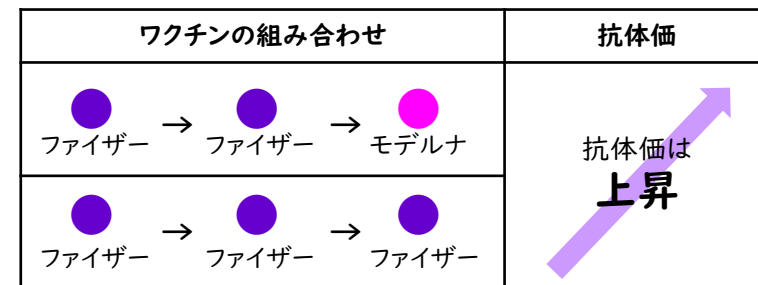 ワクチンの組み合わせ
抗体価
→ →
ファイザー ファイザー モデルナ
→ →
ファイザー ファイザー ファイザー
抗体価は
上昇